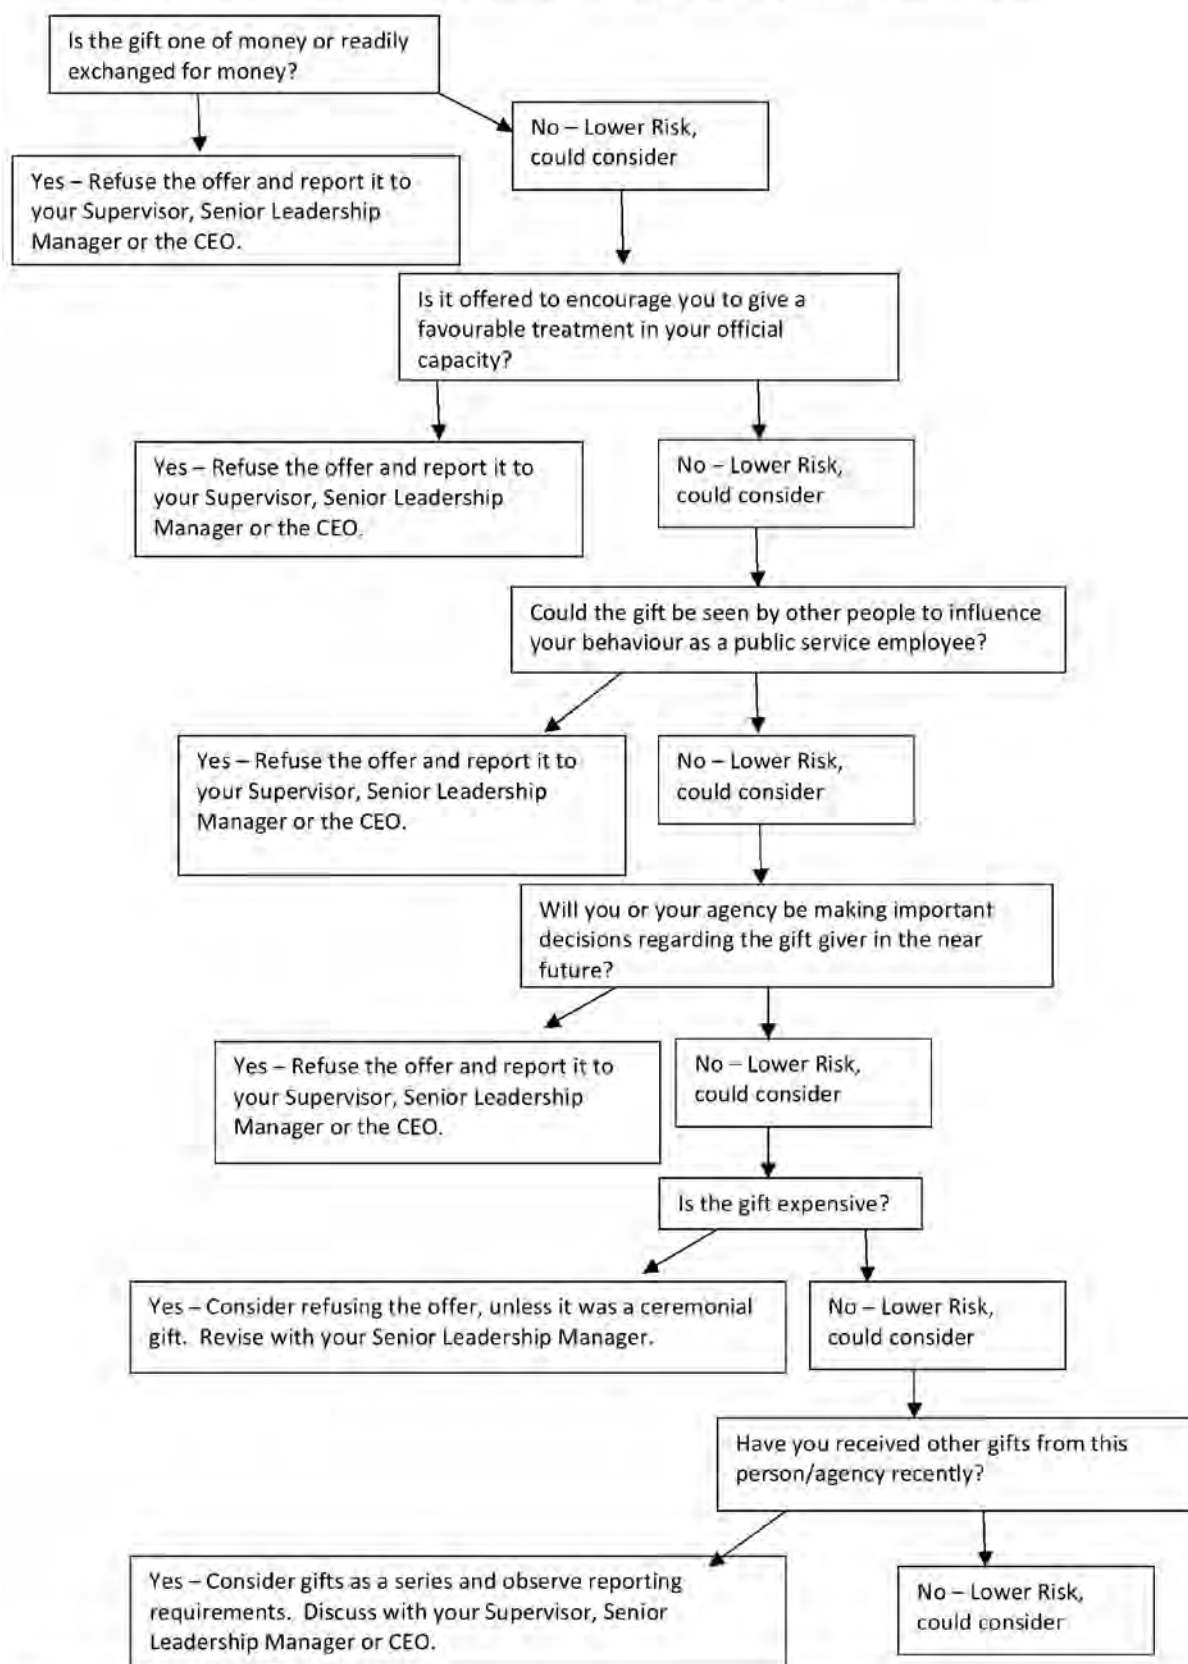 Is the gift one of money or readily
exchanged for money?
No – Lower Risk,
could consider
Yes – Refuse the offer and report it to
your Supervisor, Senior Leadership
Manager or the CEO.
Is it offered to encourage you to give a
favourable treatment in your official
capacity?
Yes – Refuse the offer and report it to
your Supervisor, Senior Leadership
Manager or the CEO.
No – Lower Risk,
could consider
Could the gift be seen by other people to influence
your behaviour as a public service employee?
Yes – Refuse the offer and report it to
your Supervisor, Senior Leadership
Manager or the CEO.
No – Lower Risk,
could consider
Will you or your agency be making important
decisions regarding the gift giver in the near
future?
Yes – Refuse the offer and report it to
your Supervisor, Senior Leadership
Manager or the CEO.
No – Lower Risk,
could consider
Is the gift expensive?
Yes – Consider refusing the offer, unless it was a ceremonial
gift. Revise with your Senior Leadership Manager.
No – Lower Risk,
could consider
Have you received other gifts from this
person/agency recently?
Yes – Consider gifts as a series and observe reporting
requirements. Discuss with your Supervisor, Senior
Leadership Manager or CEO.
No – Lower Risk,
could consider